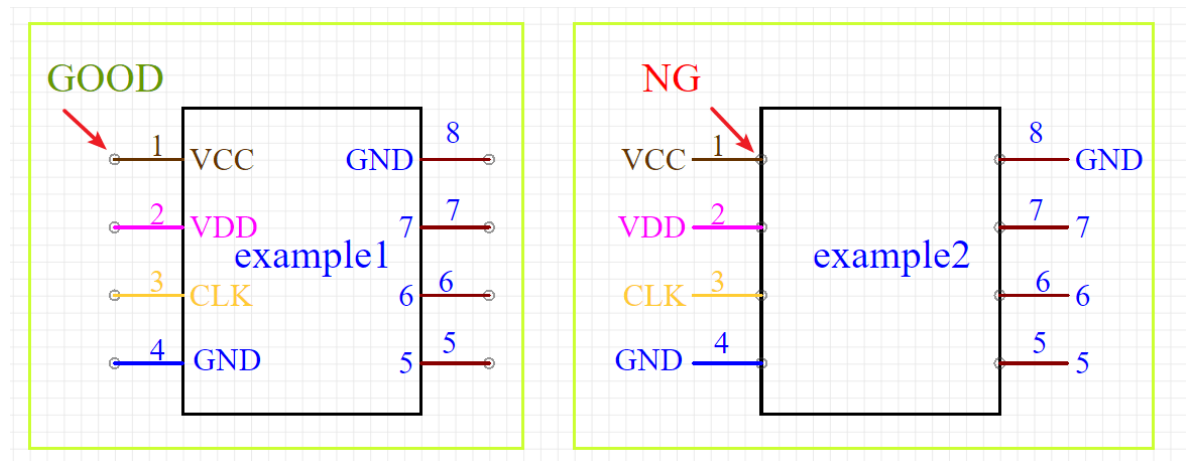 GOOD
1 VCC
GND 8
2 VDD
7 7
example1
3 CLK
6 6
4 GND
5 5
NG
VCC 1
8 GND
VDD 2
7 7
example2
CLK 3
6 6
GND 4
5 5